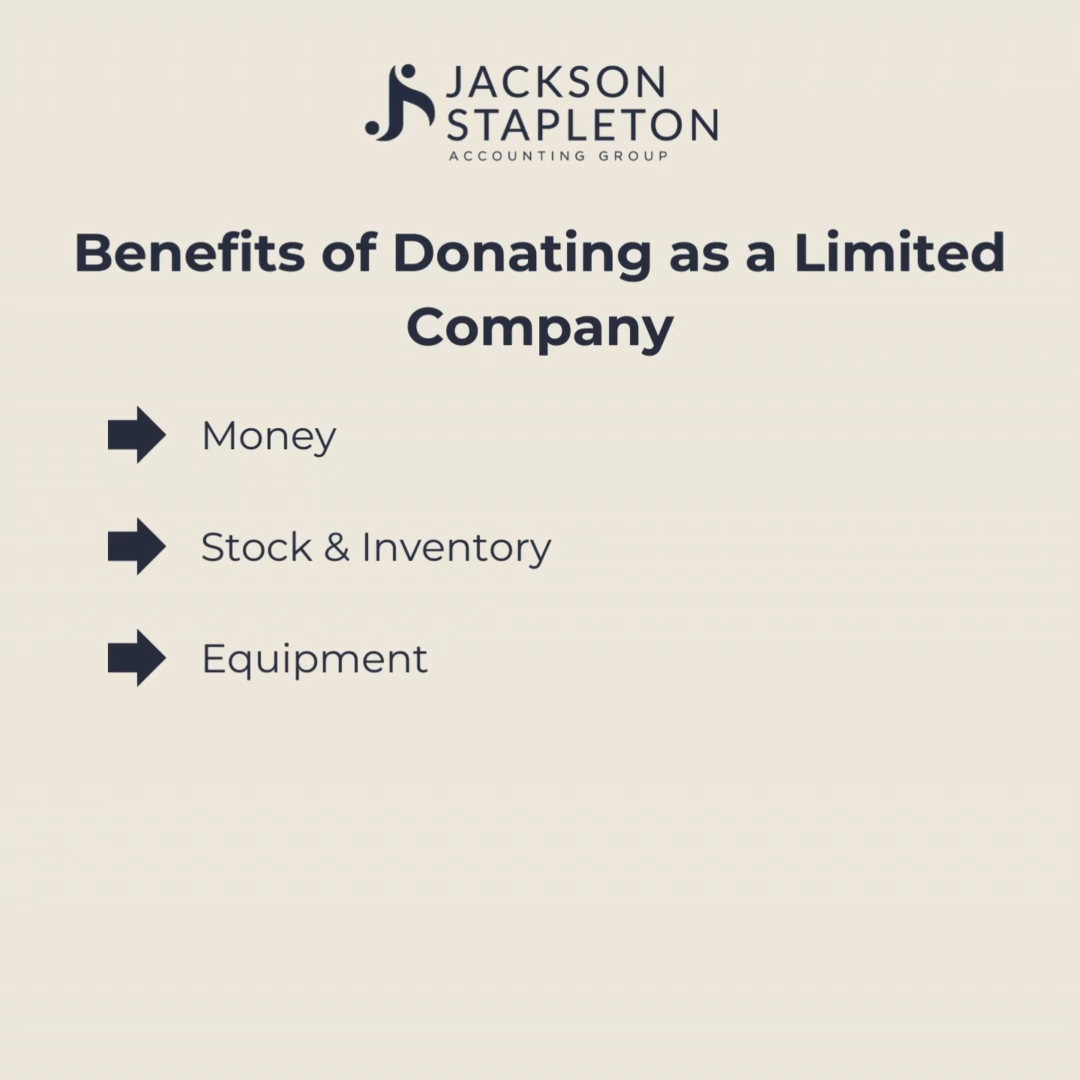 JACKSON
STAPLETON
ACCOUNTING GROUP
Benefits of Donating as a Limited
Company
Money
Stock & Inventory
Equipment